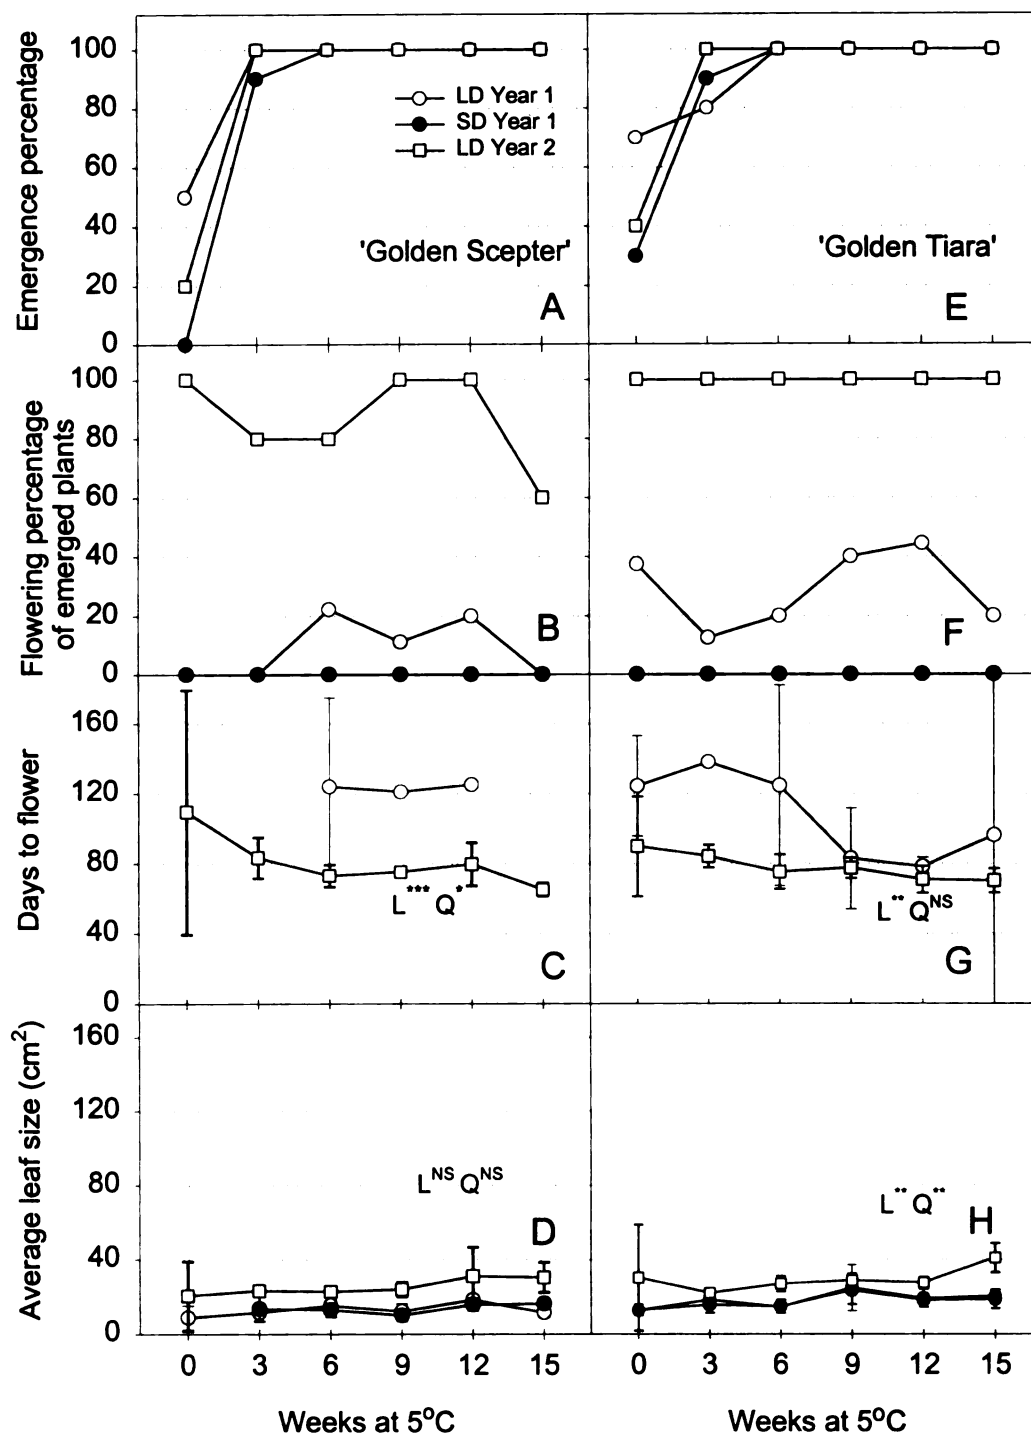 Emergence percentage
100
80
60
40
20
0
LD Year 1
SD Year 1
LD Year 2
'Golden Scepter'
A
'Golden Tiara'
E
Flowering percentage
of emerged plants
100
80
60
40
20
0
B
F
Days to flower
160
120
80
40
0
L*** Q*
C
L** Q^NS
G
Average leaf size (cm²)
160
120
80
40
0
L^NS Q^NS
D
L** Q**
H
0 3 6 9 12 15
0 3 6 9 12 15
Weeks at 5°C
Weeks at 5°C